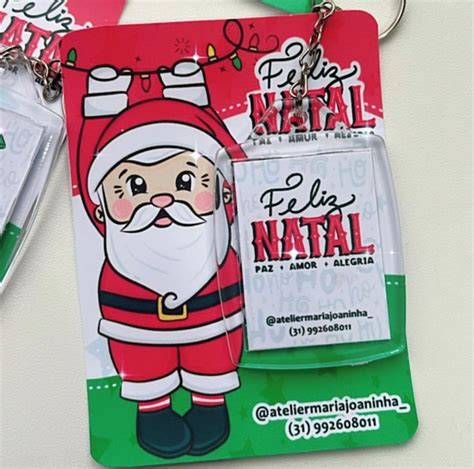 Feliz
NATAL
PAZ • AMOR • ALEGRIA
Feliz
NATAL
PAZ • AMOR • ALEGRIA
@ateliermariajoaninha_
(31) 992608011
@ateliermariajoaninha_
(31) 992608011